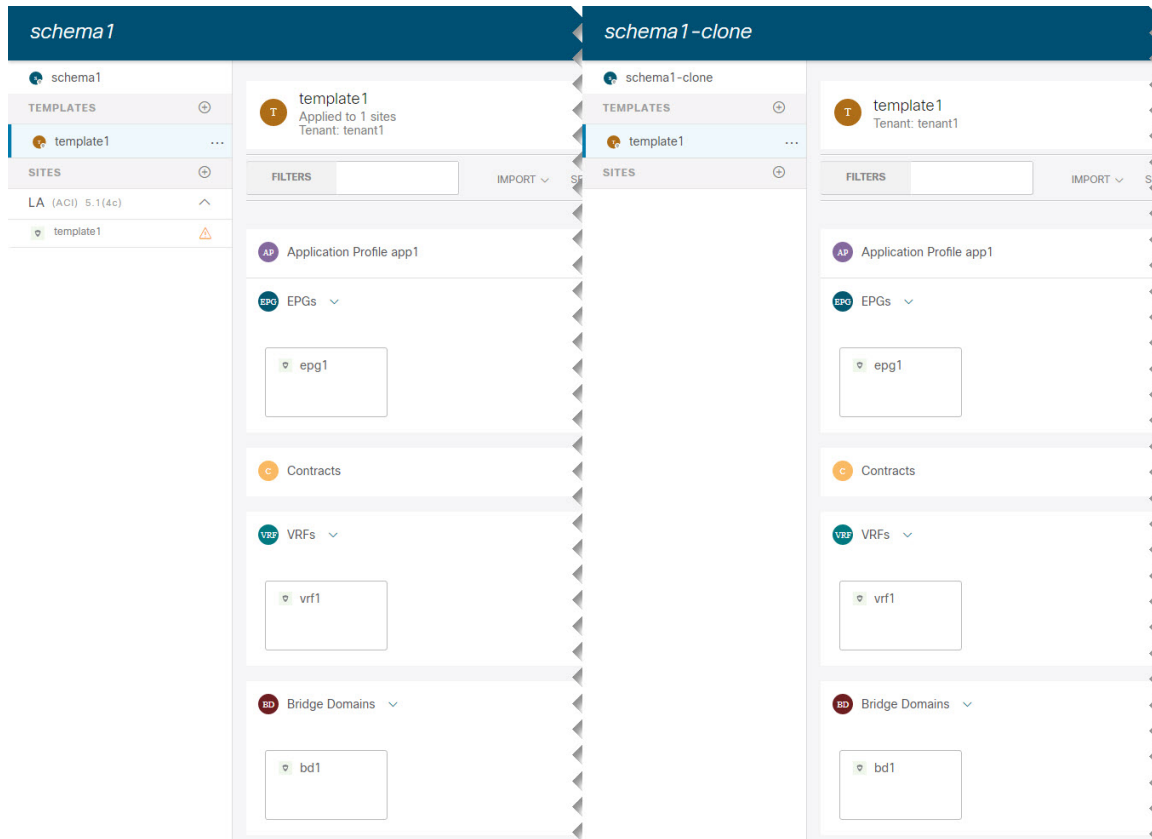 schema1
schema1
TEMPLATES
template1
...
SITES
LA (ACI) 5.1(4c)
template1
T
template1
Applied to 1 sites
Tenant: tenant1
FILTERS
IMPORT
AP Application Profile app1
EPG EPGs
epg1
C Contracts
VRF VRFs
vrf1
BD Bridge Domains
bd1
schema1-clone
schema1-clone
TEMPLATES
template1
...
SITES
T
template1
Tenant: tenant1
FILTERS
IMPORT
S
AP Application Profile app1
EPG EPGs
epg1
C Contracts
VRF VRFs
vrf1
BD Bridge Domains
bd1